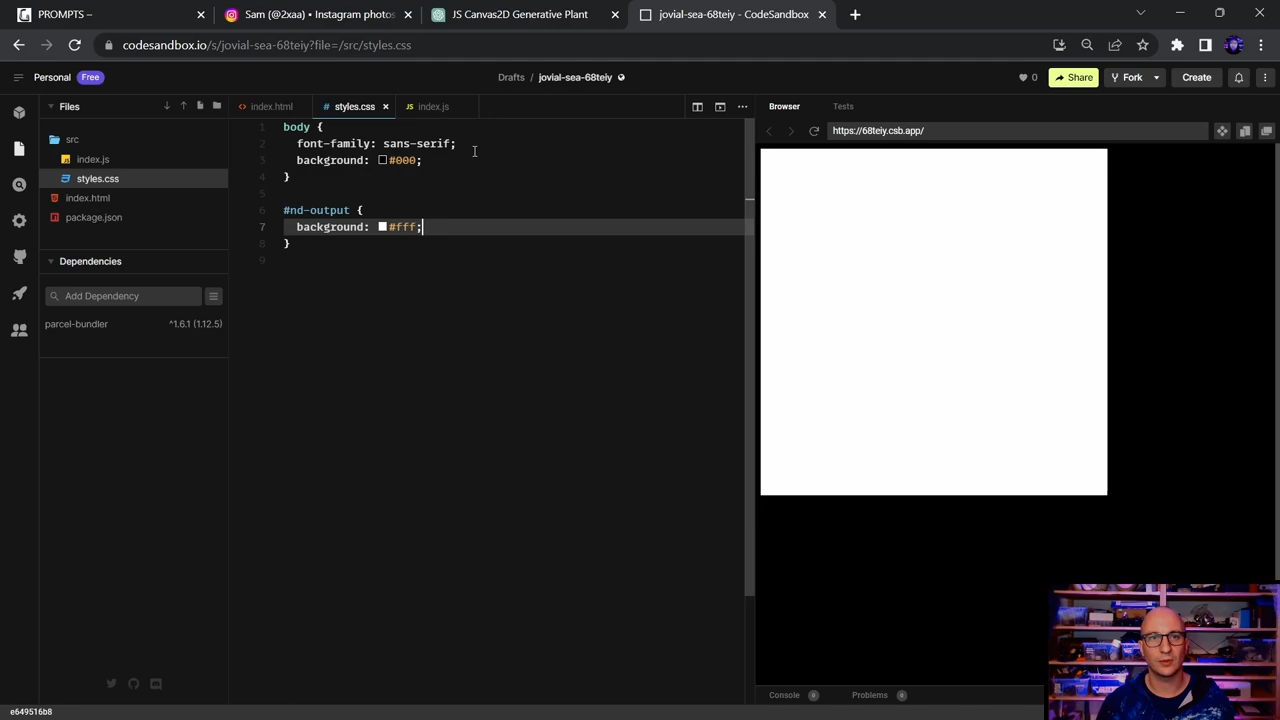 PROMPTS –
Sam (@2xaa) • Instagram photos
JS Canvas2D Generative Plant
jovial-sea-68teiy - CodeSandbox
codesandbox.io/s/jovial-sea-68teiy?file=/src/styles.css
Personal Free
Drafts / jovial-sea-68teiy
0
Share
Fork
Create
Files
index.html
styles.css
index.js
Browser
Tests
src
index.js
styles.css
index.html
package.json
https://68teiy.csb.app/
1 body {
2 font-family: sans-serif;
3 background: #000;
4 }
5
6 #nd-output {
7 background: #fff;
8 }
9
Dependencies
Add Dependency
parcel-bundler ^1.6.1 (1.12.5)
Console 0 Problems 0
e649516b8